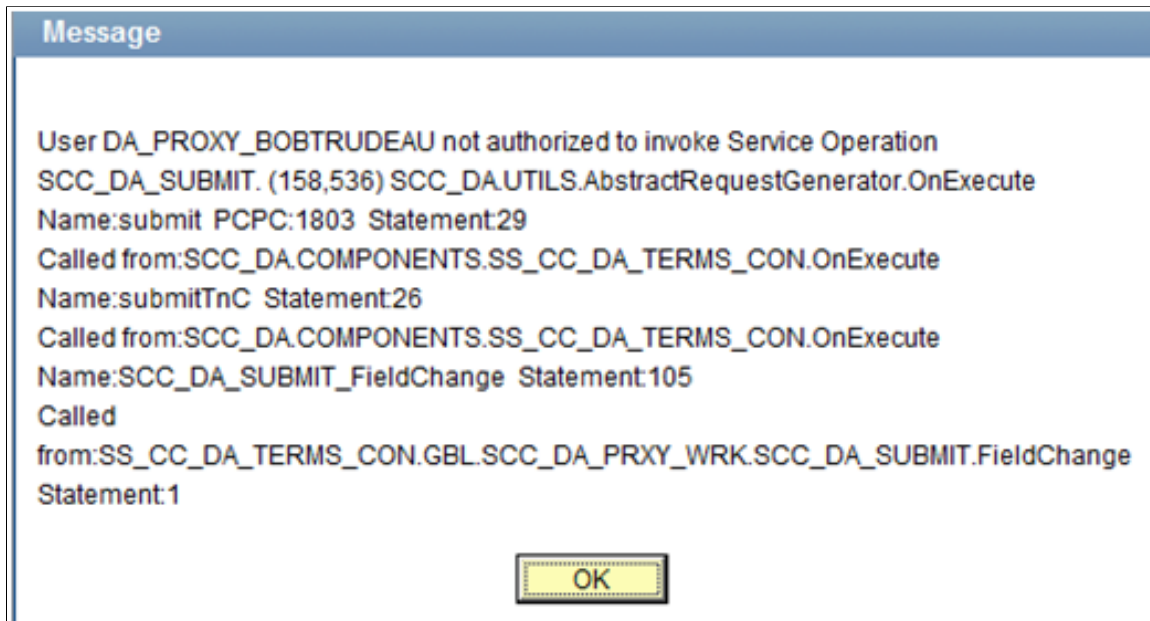 Message
User DA_PROXY_BOBTRUDEAU not authorized to invoke Service Operation
SCC_DA_SUBMIT. (158,536) SCC_DA.UTILS.AbstractRequestGenerator.OnExecute
Name:submit PCPC:1803 Statement:29
Called from:SCC_DA.COMPONENTS.SS_CC_DA_TERMS_CON.OnExecute
Name:submitTnC Statement:26
Called from:SCC_DA.COMPONENTS.SS_CC_DA_TERMS_CON.OnExecute
Name:SCC_DA_SUBMIT_FieldChange Statement:105
Called
from:SS_CC_DA_TERMS_CON.GBL.SCC_DA_PRXY_WRK.SCC_DA_SUBMIT.FieldChange
Statement:1
OK